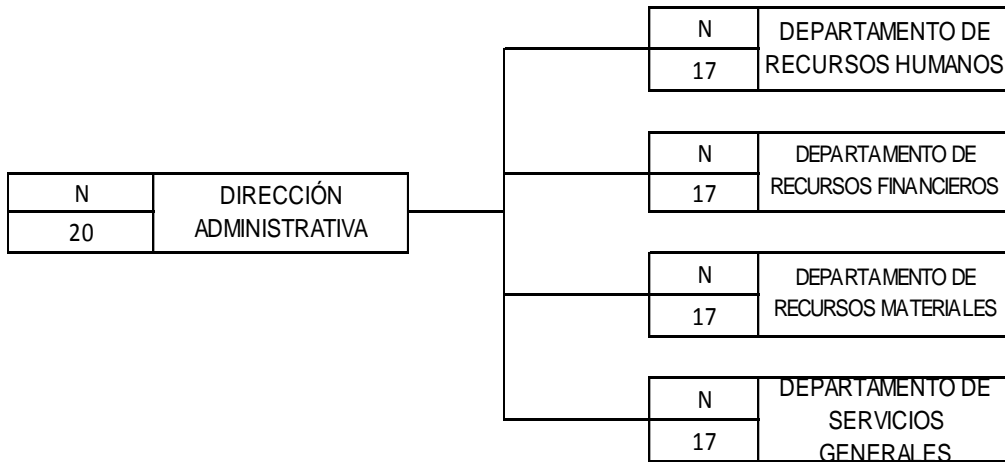 N
20
DIRECCIÓN
ADMINISTRATIVA
N
17
DEPARTAMENTO DE
RECURSOS HUMANOS
N
17
DEPARTAMENTO DE
RECURSOS FINANCIEROS
N
17
DEPARTAMENTO DE
RECURSOS MATERIALES
N
17
DEPARTAMENTO DE
SERVICIOS
GENERALES